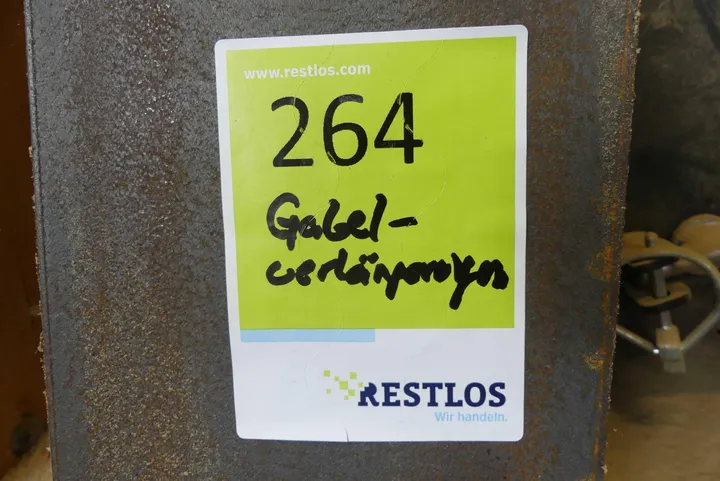 www.restlos.com
264
Gabel-
verlängerungen
RESTLOS
Wir handeln.